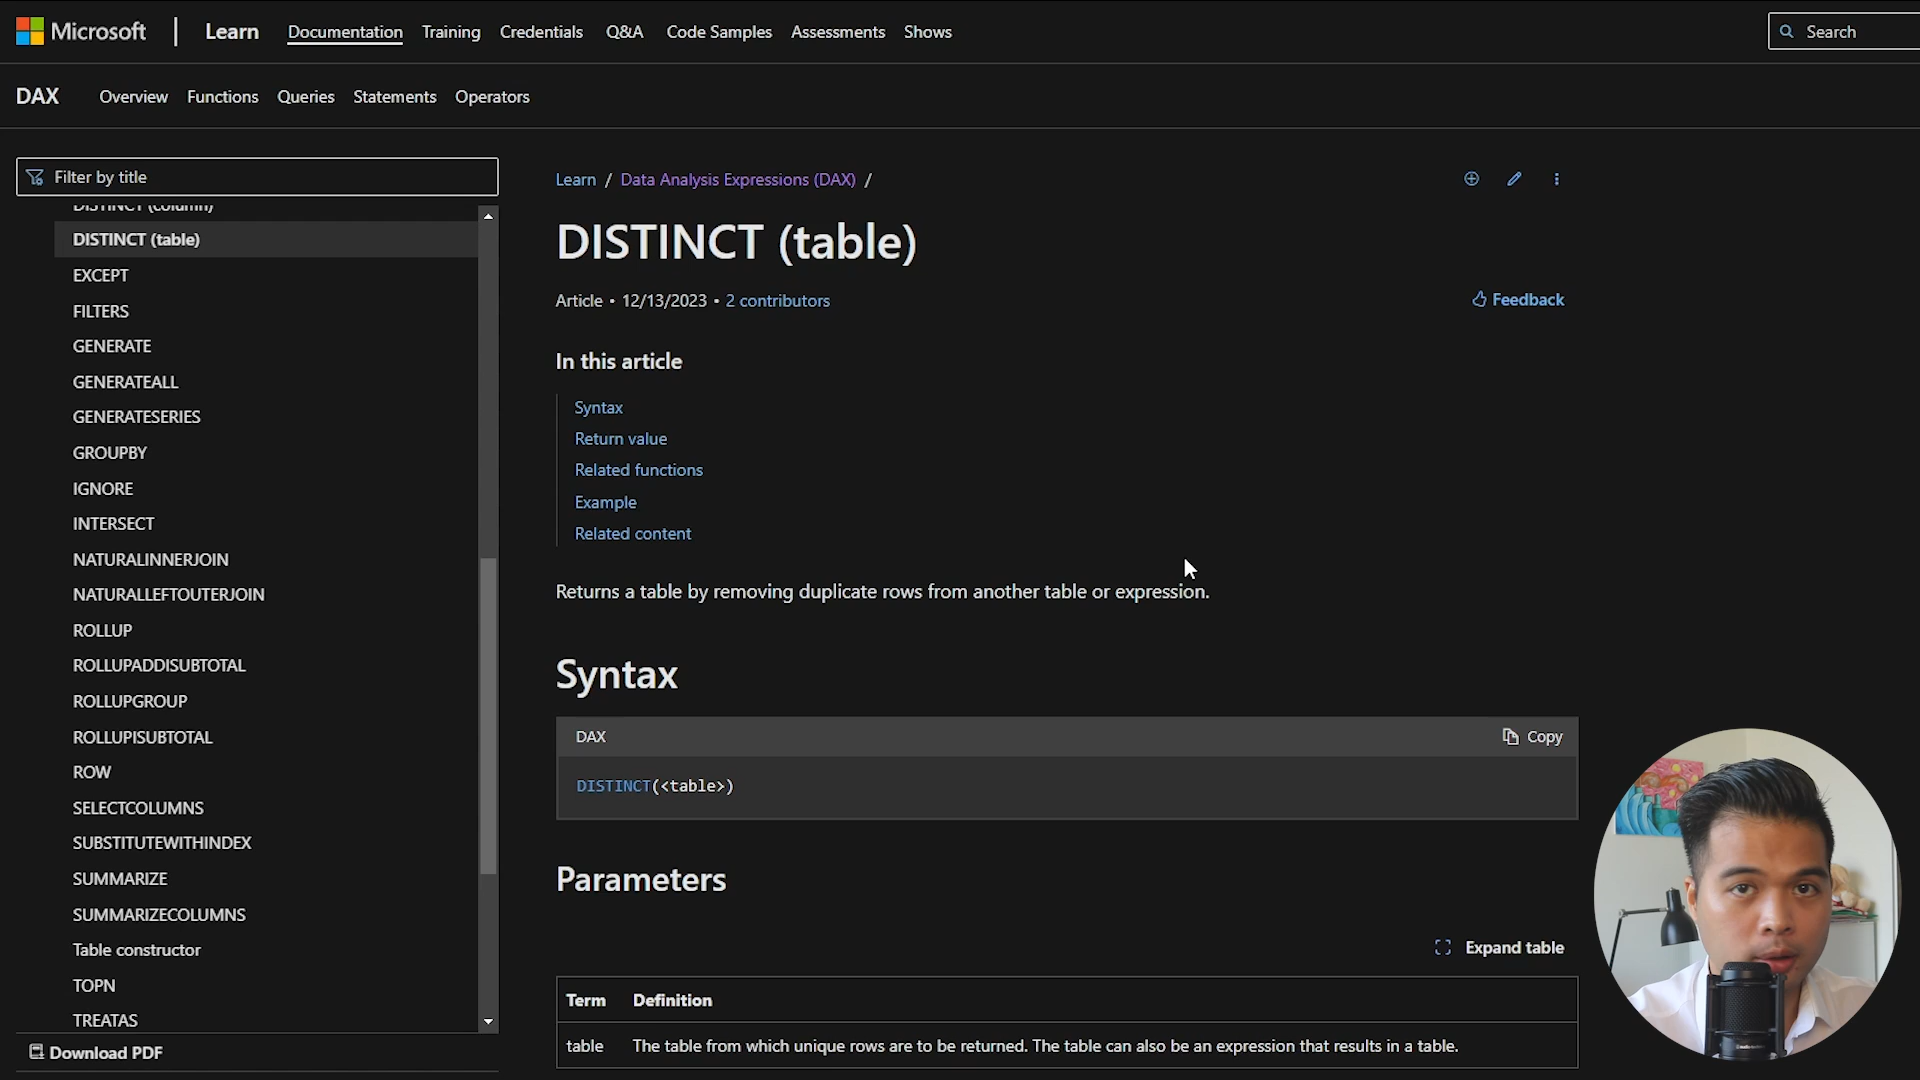 Microsoft
Learn Documentation Training Credentials Q&A Code Samples Assessments Shows
Search
DAX Overview Functions Queries Statements Operators
Filter by title
DISTINCT (column)
DISTINCT (table)
EXCEPT
FILTERS
GENERATE
GENERATEALL
GENERATESERIES
GROUPBY
IGNORE
INTERSECT
NATURALINNERJOIN
NATURALLEFTOUTERJOIN
ROLLUP
ROLLUPADDISUBTOTAL
ROLLUPGROUP
ROLLUPISUBTOTAL
ROW
SELECTCOLUMNS
SUBSTITUTEWITHINDEX
SUMMARIZE
SUMMARIZECOLUMNS
Table constructor
TOPN
TREATAS
Download PDF
Learn / Data Analysis Expressions (DAX) /
DISTINCT (table)
Article • 12/13/2023 • 2 contributors
Feedback
In this article
Syntax
Return value
Related functions
Example
Related content
Returns a table by removing duplicate rows from another table or expression.
Syntax
DAX
Copy
DISTINCT(<table>)
Parameters
Expand table
Term Definition
table The table from which unique rows are to be returned. The table can also be an expression that results in a table.